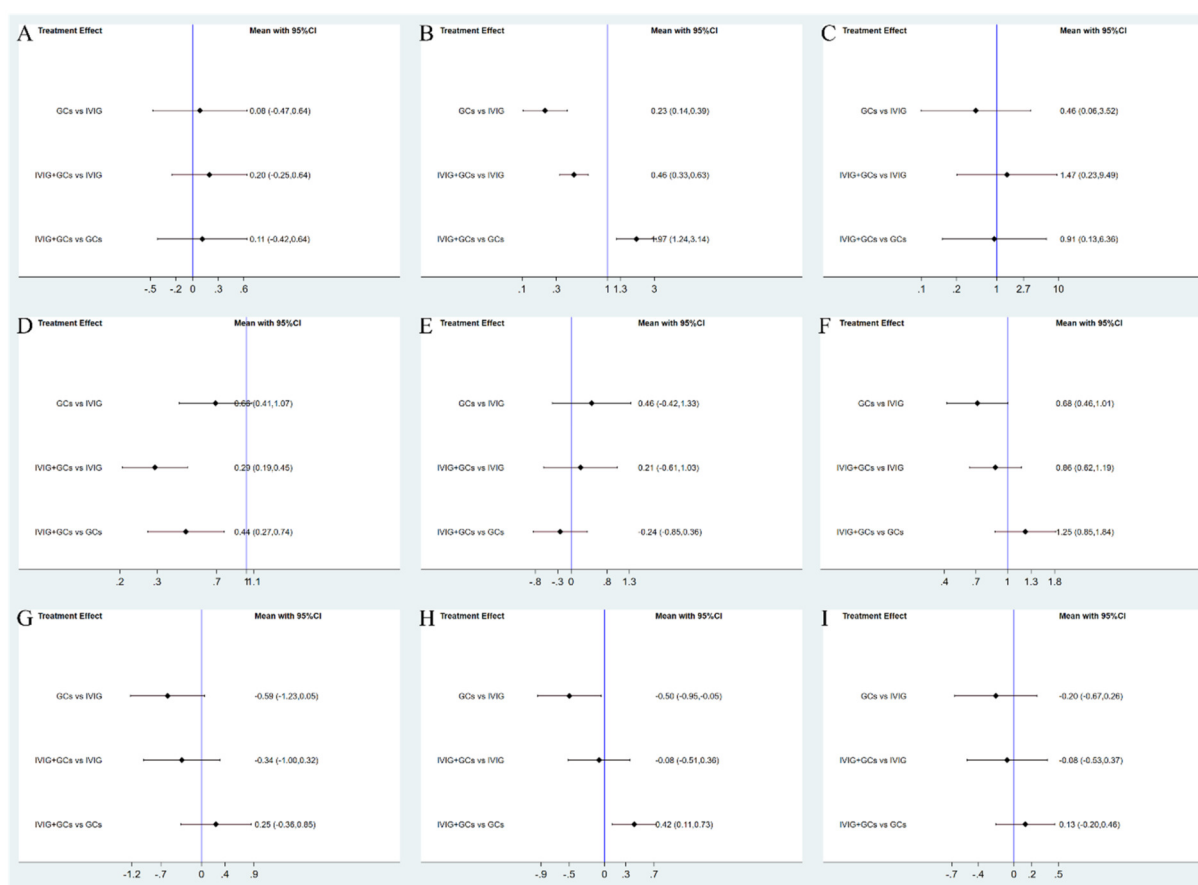 A Treatment Effect Mean with 95%CI
GCs vs IVIG 0.08 (-0.47,0.64)
IVIG+GCs vs IVIG 0.20 (-0.25,0.64)
IVIG+GCs vs GCs 0.11 (-0.42,0.64)
-.5 -.2 0 .3 .6
B Treatment Effect Mean with 95%CI
GCs vs IVIG 0.23 (0.14,0.39)
IVIG+GCs vs IVIG 0.46 (0.33,0.63)
IVIG+GCs vs GCs 1.97 (1.24,3.14)
.1 .3 1 1.3 3
C Treatment Effect Mean with 95%CI
GCs vs IVIG 0.46 (0.06,3.52)
IVIG+GCs vs IVIG 1.47 (0.23,9.49)
IVIG+GCs vs GCs 0.91 (0.13,6.36)
.1 .2 1 2.7 10
D Treatment Effect Mean with 95%CI
GCs vs IVIG 0.66 (0.41,1.07)
IVIG+GCs vs IVIG 0.29 (0.19,0.45)
IVIG+GCs vs GCs 0.44 (0.27,0.74)
.2 .3 .7 1 1.1
E Treatment Effect Mean with 95%CI
GCs vs IVIG 0.46 (-0.42,1.33)
IVIG+GCs vs IVIG 0.21 (-0.61,1.03)
IVIG+GCs vs GCs -0.24 (-0.85,0.36)
-.8 -.3 0 .8 1.3
F Treatment Effect Mean with 95%CI
GCs vs IVIG 0.68 (0.46,1.01)
IVIG+GCs vs IVIG 0.86 (0.62,1.19)
IVIG+GCs vs GCs 1.25 (0.85,1.84)
.4 .7 1 1.3 1.8
G Treatment Effect Mean with 95%CI
GCs vs IVIG -0.59 (-1.23,0.05)
IVIG+GCs vs IVIG -0.34 (-1.00,0.32)
IVIG+GCs vs GCs 0.25 (-0.36,0.85)
-1.2 -.7 0 .4 .9
H Treatment Effect Mean with 95%CI
GCs vs IVIG -0.50 (-0.95,-0.05)
IVIG+GCs vs IVIG -0.08 (-0.51,0.36)
IVIG+GCs vs GCs 0.42 (0.11,0.73)
-.9 -.5 0 .3 .7
I Treatment Effect Mean with 95%CI
GCs vs IVIG -0.20 (-0.67,0.26)
IVIG+GCs vs IVIG -0.08 (-0.53,0.37)
IVIG+GCs vs GCs 0.13 (-0.20,0.46)
-.7 -.4 0 .2 .5